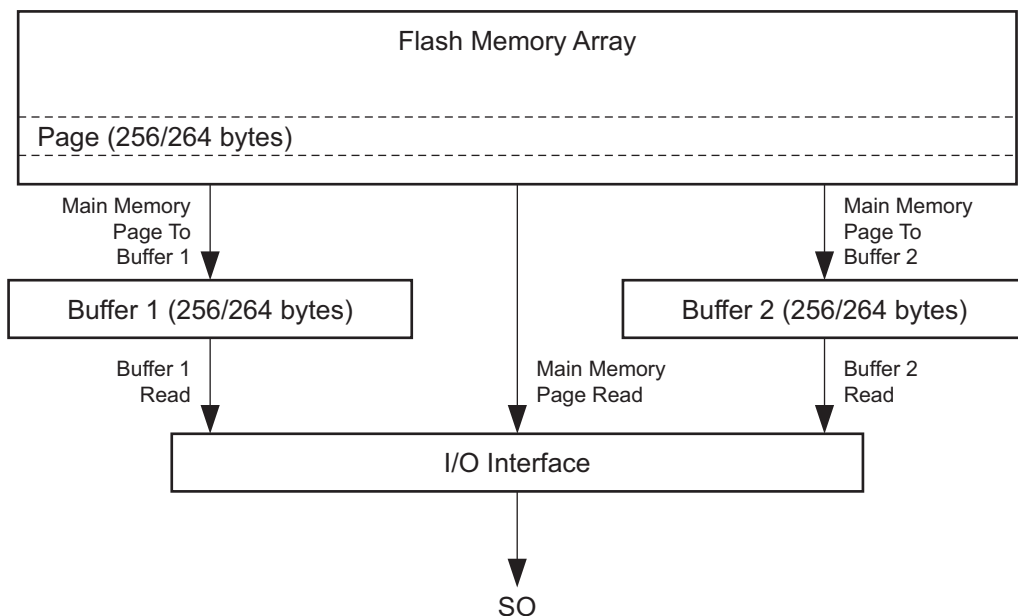 Flash Memory Array
Page (256/264 bytes)
Main Memory
Page To
Buffer 1
Main Memory
Page To
Buffer 2
Buffer 1 (256/264 bytes)
Buffer 2 (256/264 bytes)
Buffer 1
Read
Main Memory
Page Read
Buffer 2
Read
I/O Interface
SO